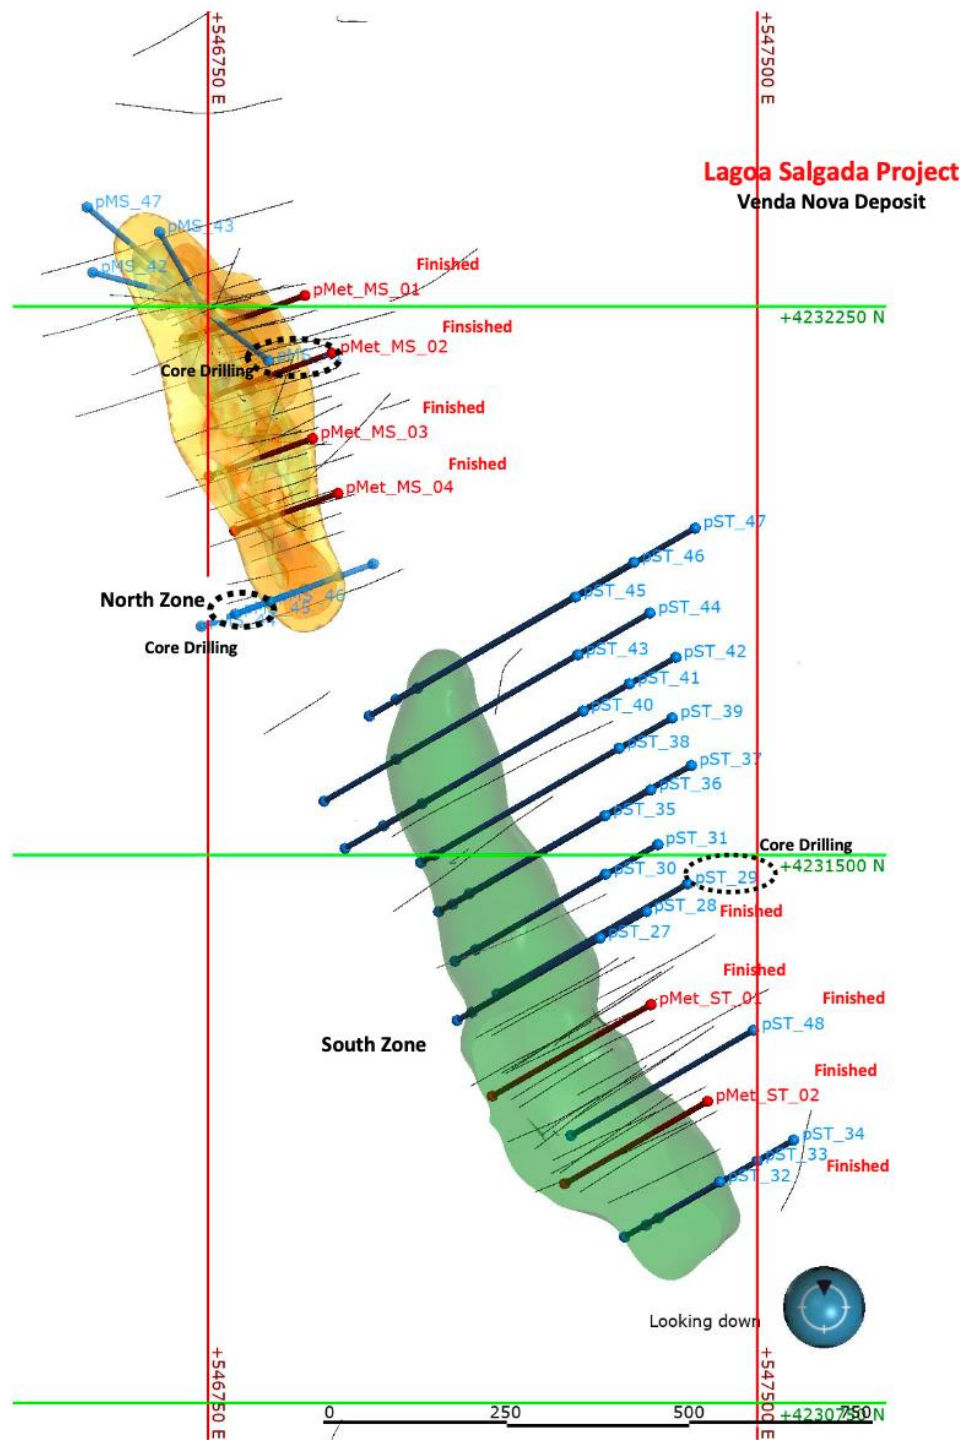 +546750 E
+547500 E
Lagoa Salgada Project
Venda Nova Deposit
pMS_47
pMS_43
pMS_42
Finished
pMet_MS_01
+4232250 N
Finsished
pMet_MS_02
Core Drilling
Finished
pMet_MS_03
Fnished
pMet_MS_04
North Zone
Core Drilling
pST_47
pST_46
pST_45
pST_44
pST_43
pST_42
pST_41
pST_40
pST_39
pST_38
pST_37
pST_36
pST_35
pST_31
Core Drilling
pST_30
+4231500 N
pST_29
pST_28
Finished
pST_27
Finished
pMet_ST_01
Finished
pST_48
South Zone
Finished
pMet_ST_02
pST_34
pST_33
Finished
pST_32
Looking down
+546750 E
+547500 E
0 250 500 750
+4230750 N